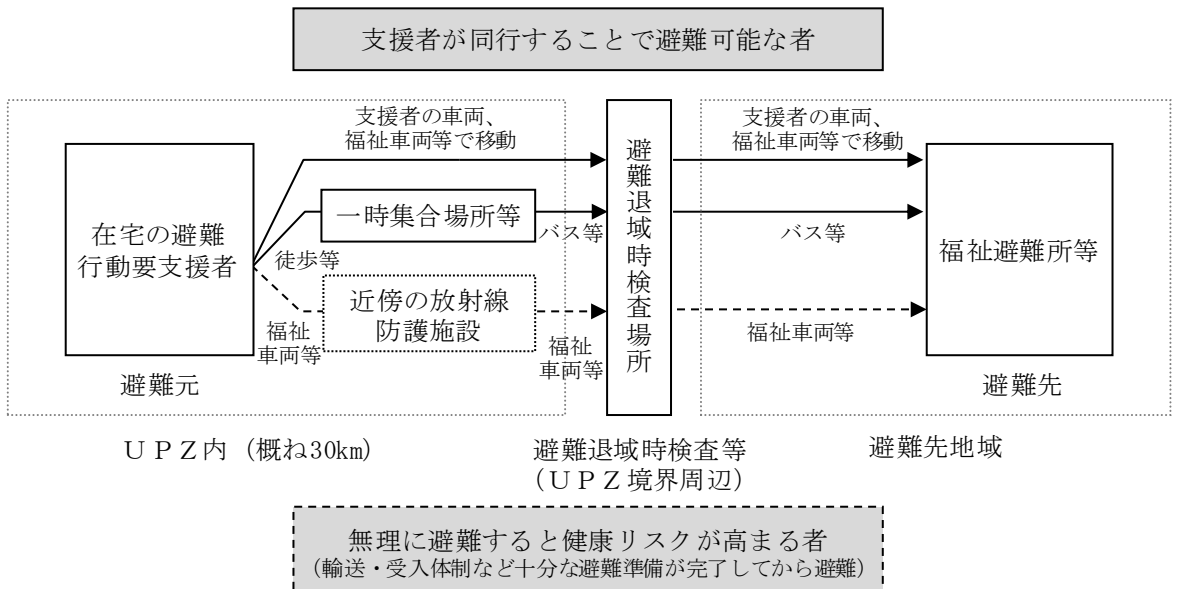 支援者が同行することで避難可能な者
支援者の車両、
福祉車両等で移動
支援者の車両、
福祉車両等で移動
在宅の避難
行動要支援者
一時集合場所等
徒歩等
バス等
避難退域時検査場所
バス等
福祉避難所等
近傍の放射線
防護施設
福祉
車両等
福祉
車両等
福祉車両等
避難元
避難先
ＵＰＺ内（概ね30km）
避難退域時検査等
（ＵＰＺ境界周辺）
避難先地域
無理に避難すると健康リスクが高まる者
（輸送・受入体制など十分な避難準備が完了してから避難）